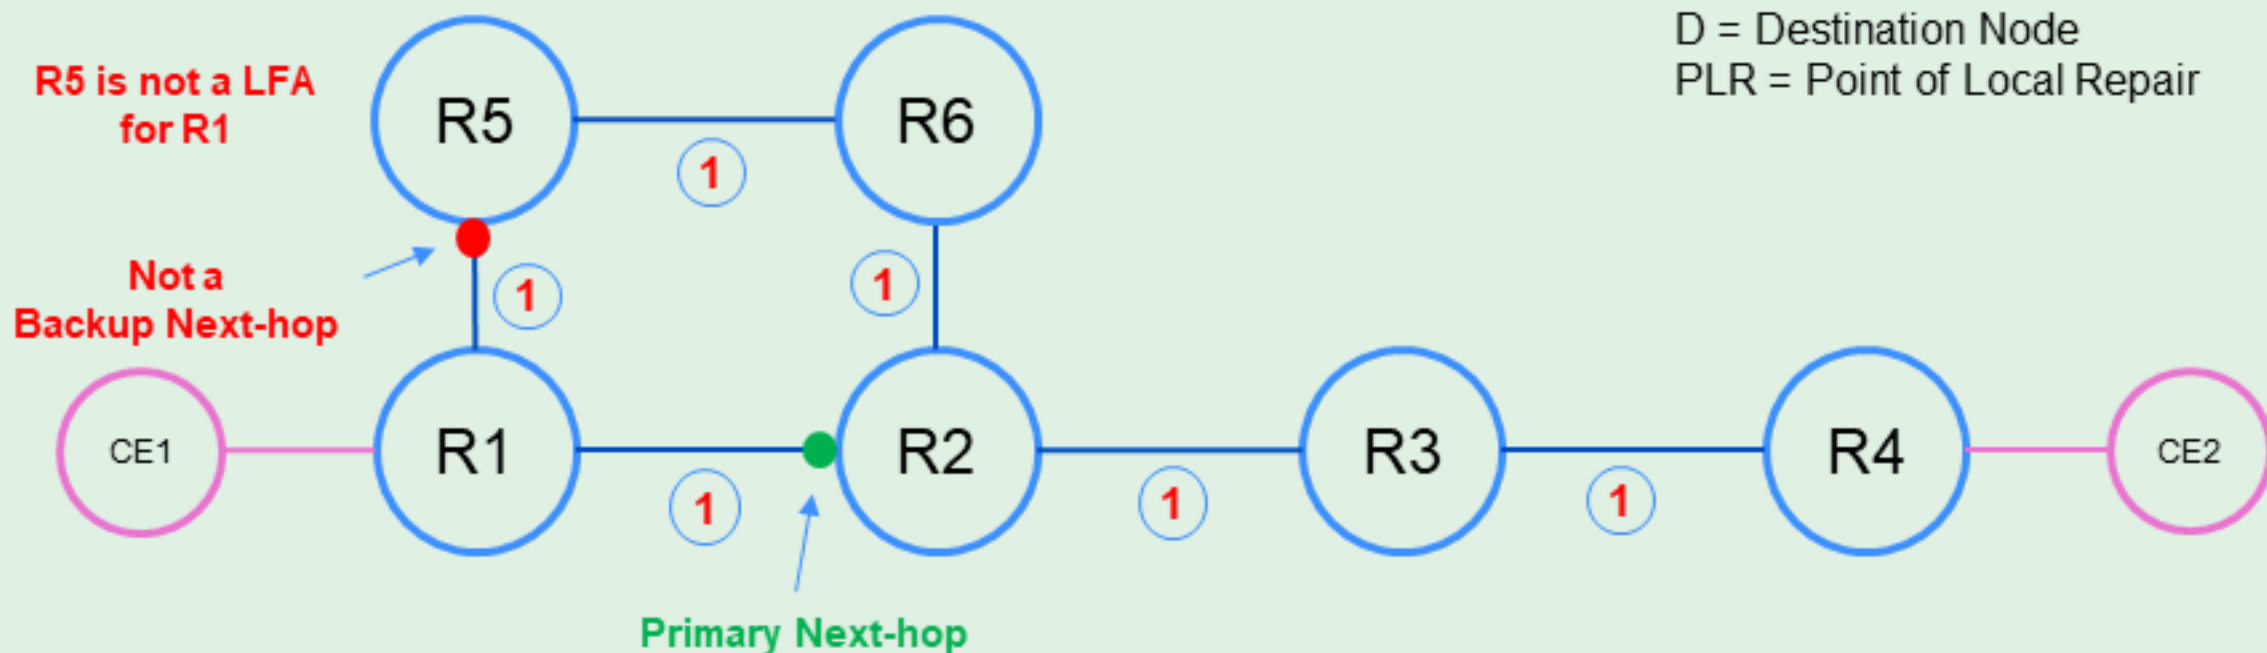 D = Destination Node
PLR = Point of Local Repair
R5 is not a LFA
for R1
R5
R6
1
Not a
Backup Next-hop
1
1
CE1
R1
R2
R3
R4
CE2
1
1
1
Primary Next-hop